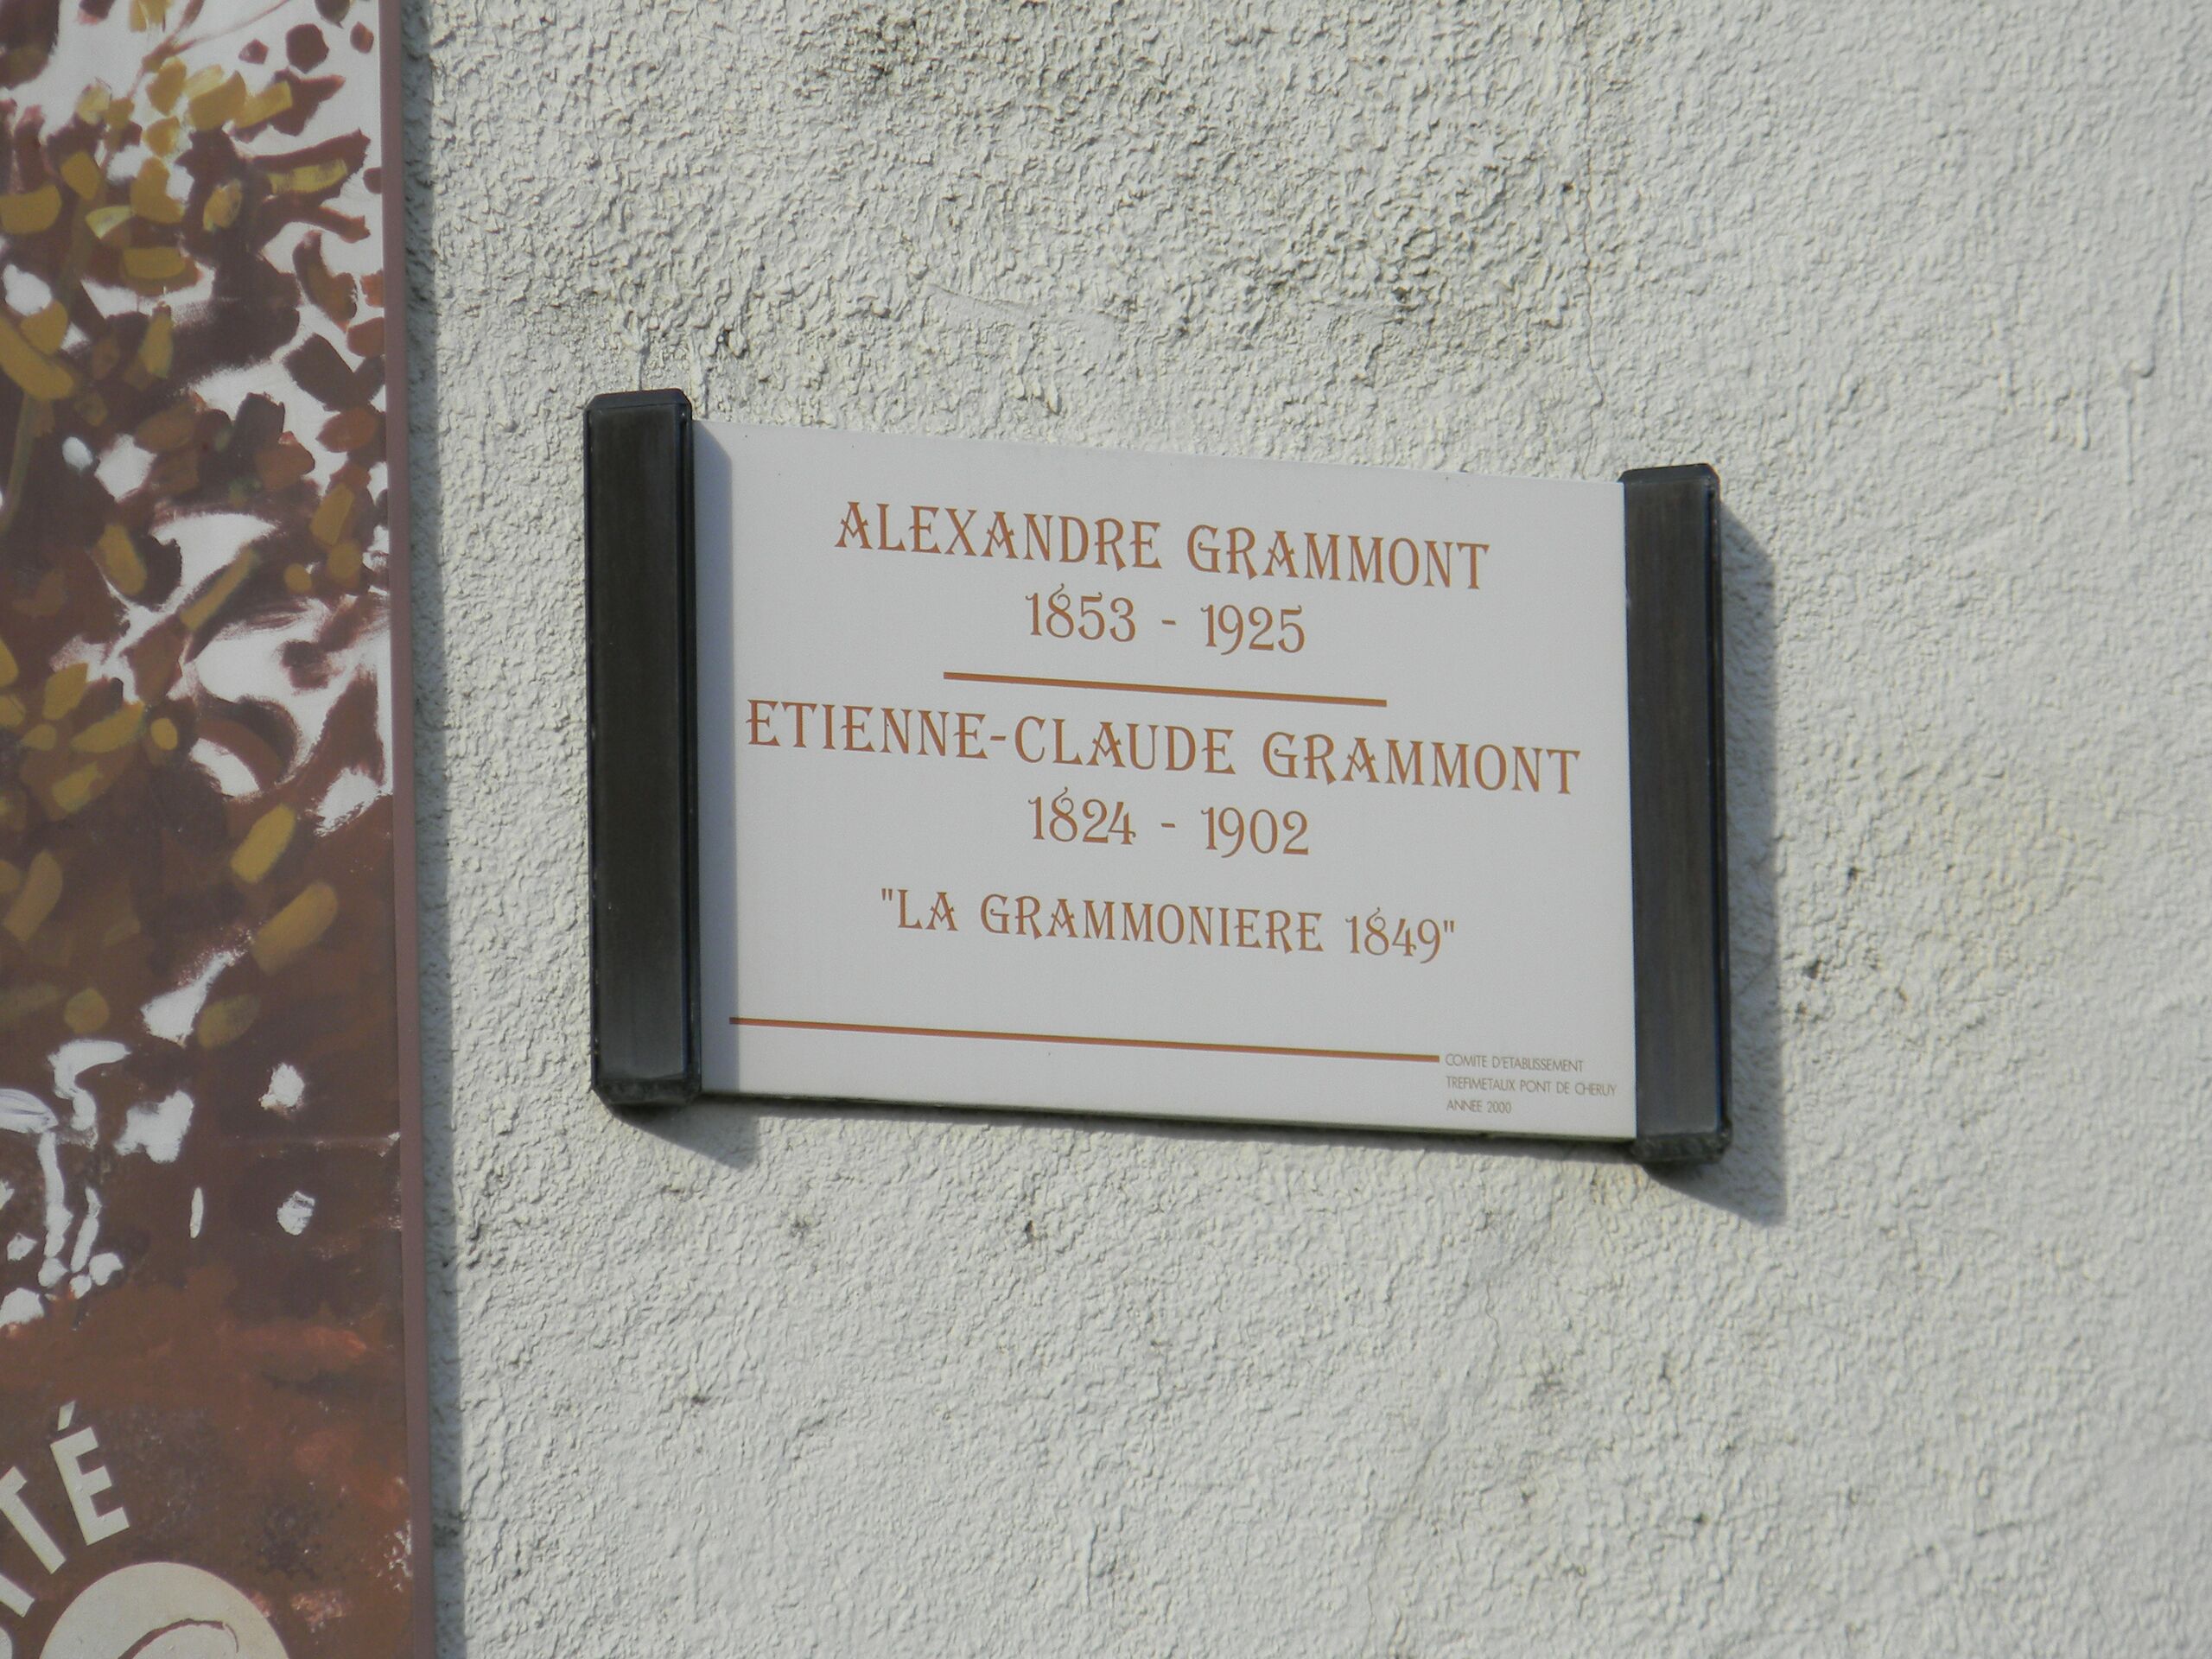 ALEXANDRE GRAMMONT
1853 - 1925
ETIENNE-CLAUDE GRAMMONT
1824 - 1902
"LA GRAMMONIERE 1849"
COMITE D'ETABLISSEMENT
TREFIMETAUX PONT DE CHERUY
ANNEE 2000